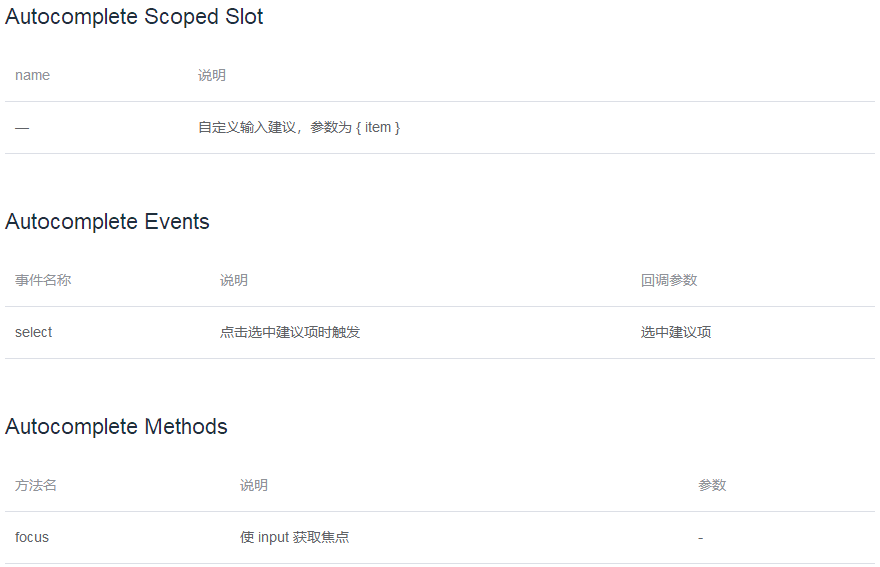 Autocomplete Scoped Slot
name 说明
— 自定义输入建议，参数为 { item }
Autocomplete Events
事件名称 说明 回调参数
select 点击选中建议项时触发 选中建议项
Autocomplete Methods
方法名 说明 参数
focus 使 input 获取焦点 -